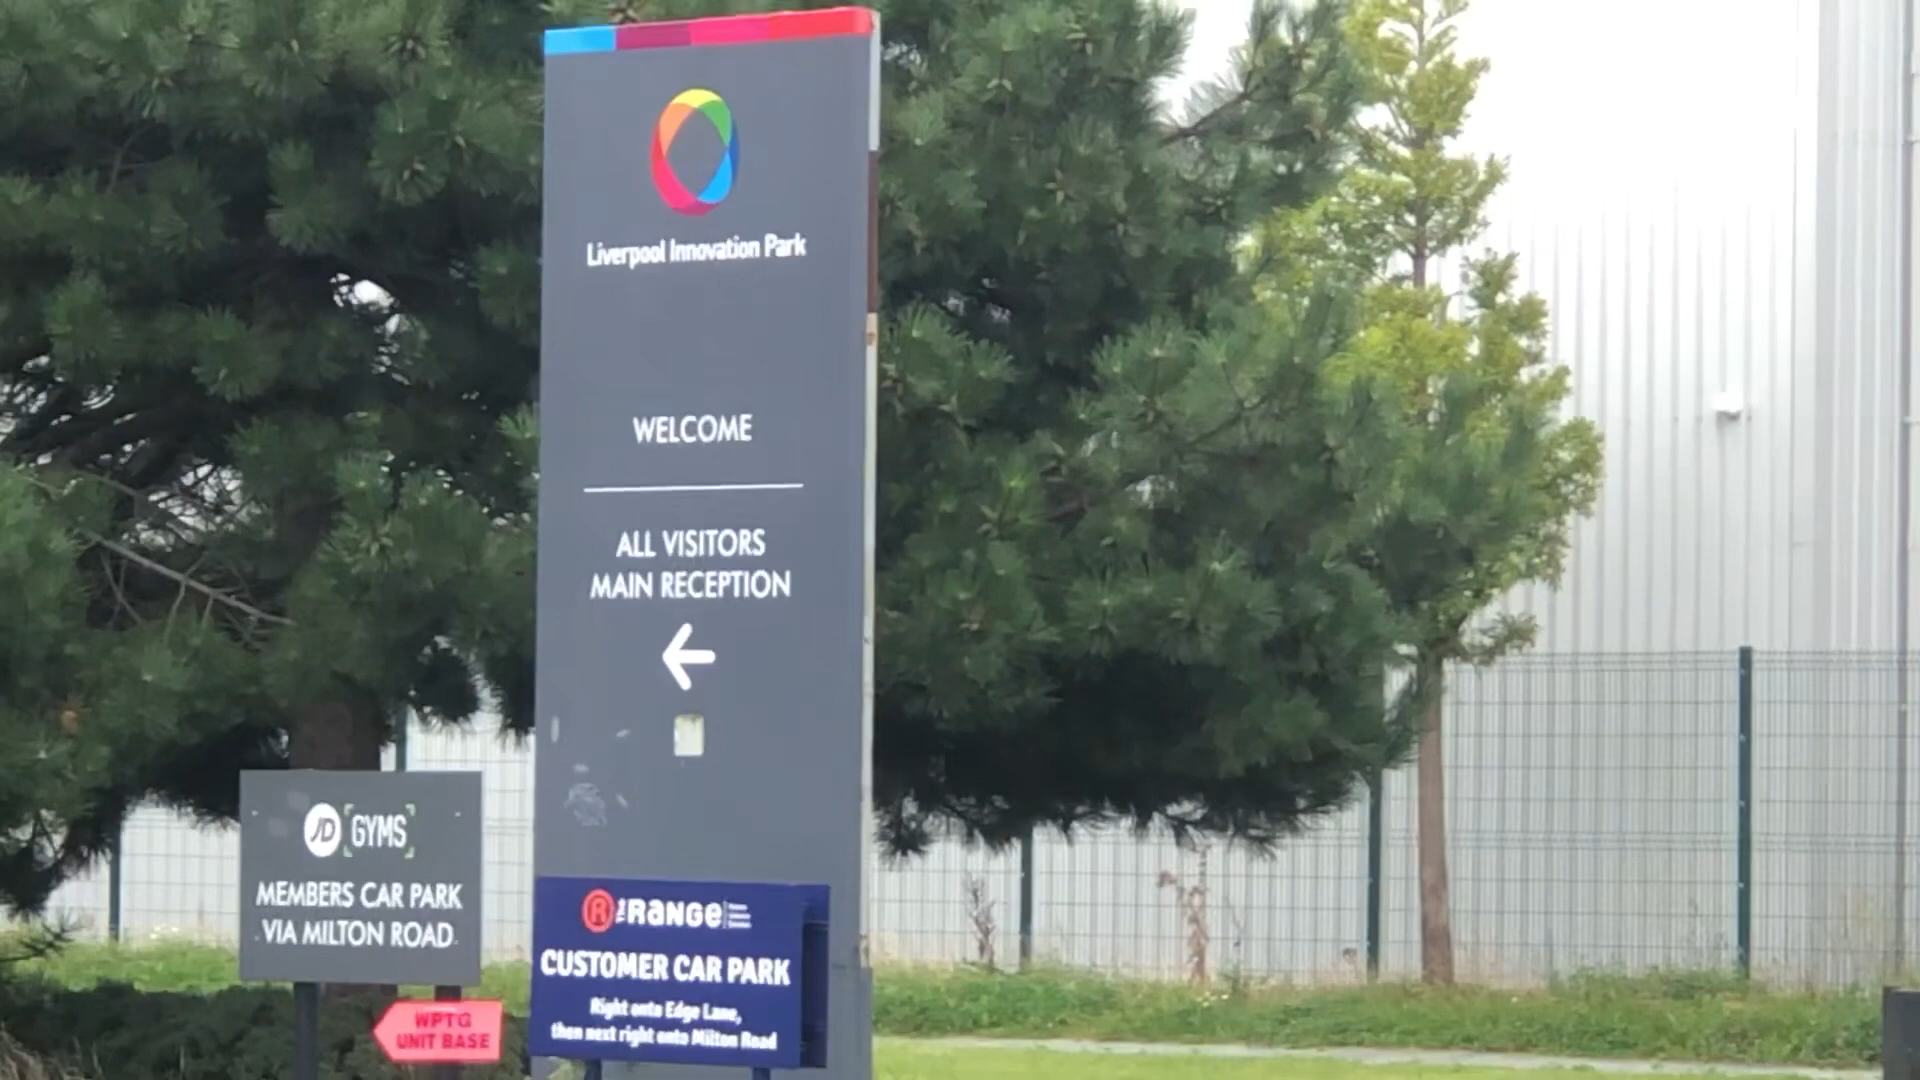 Liverpool Innovation Park
WELCOME
ALL VISITORS
MAIN RECEPTION
JD GYMS
MEMBERS CAR PARK
VIA MILTON ROAD
WPTG
UNIT BASE
R THE RANGE
CUSTOMER CAR PARK
Right onto Edge Lane,
then next right onto Milton Road